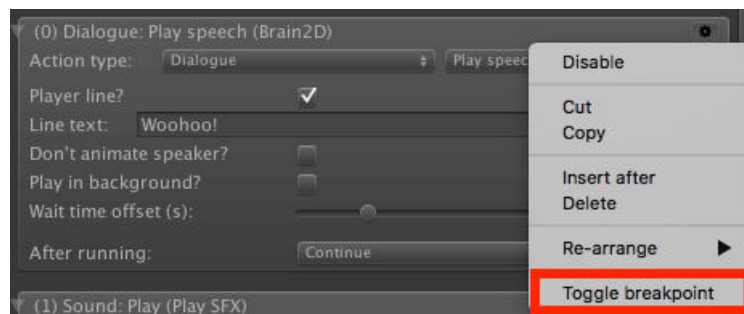 (0) Dialogue: Play speech (Brain2D)
Action type: Dialogue Play speec
Player line?
Line text: Woohoo!
Don't animate speaker?
Play in background?
Wait time offset (s):
After running: Continue
(1) Sound: Play (Play SFX)
Disable
Cut
Copy
Insert after
Delete
Re-arrange
Toggle breakpoint